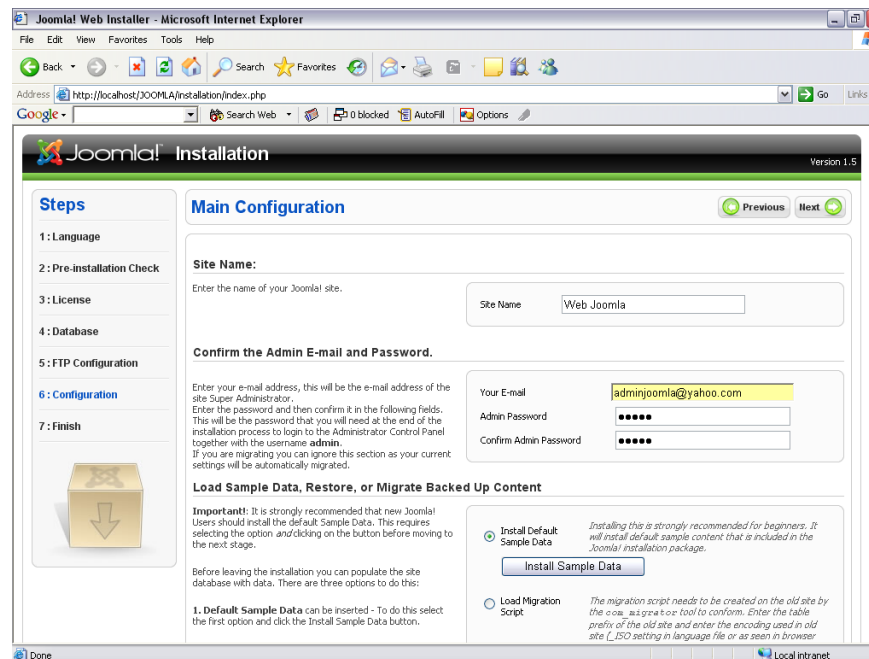 Joomla! Web Installer - Microsoft Internet Explorer
File Edit View Favorites Tools Help
Back Search Favorites
Address http://localhost/JOOMLA/installation/index.php Go Links
Google Search Web 0 blocked AutoFill Options
Joomla! Installation
Version 1.5
Steps
1 : Language
2 : Pre-installation Check
3 : License
4 : Database
5 : FTP Configuration
6 : Configuration
7 : Finish
Main Configuration Previous Next
Site Name:
Enter the name of your Joomla! site.
Site Name Web Joomla
Confirm the Admin E-mail and Password.
Enter your e-mail address, this will be the e-mail address of the
site Super Administrator.
Enter the password and then confirm it in the following fields.
This will be the password that you will need at the end of the
installation process to login to the Administrator Control Panel
together with the username admin.
If you are migrating you can ignore this section as your current
settings will be automatically migrated.
Your E-mail adminjoomla@yahoo.com
Admin Password ●●●●●
Confirm Admin Password ●●●●●
Load Sample Data, Restore, or Migrate Backed Up Content
Important!: It is strongly recommended that new Joomla!
Users should install the default Sample Data. This requires
selecting the option and clicking on the button before moving to
the next stage.
Before leaving the installation you can populate the site
database with data. There are three options to do this:
1. Default Sample Data can be inserted - To do this select
the first option and click the Install Sample Data button.
Install Default
Sample Data
Installing this is strongly recommended for beginners. It
will install default sample content that is included in the
Joomla! installation package.
Install Sample Data
Load Migration
Script
The migration script needs to be created on the old site by
the com_migrator tool to conform. Enter the table
prefix of the old site and enter the encoding used in old
site (_ISO setting in language file or as seen in browser
Done Local intranet